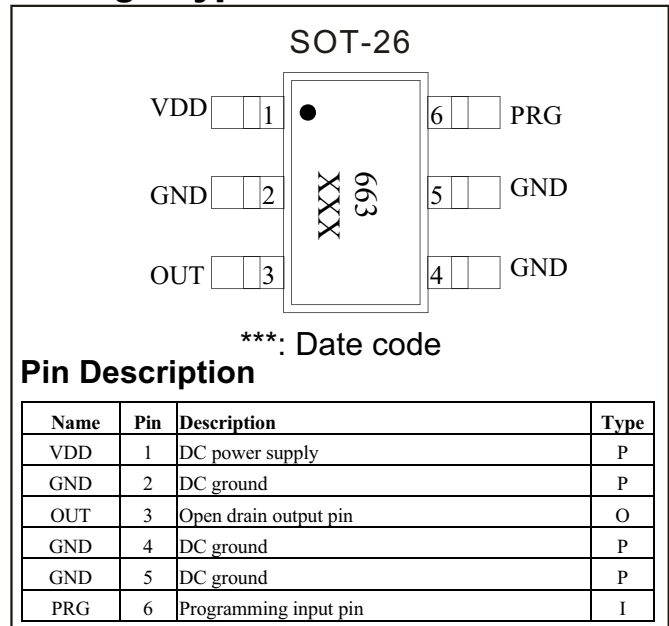 SOT-26
VDD 1 6 PRG
GND 2 5 GND
OUT 3 4 GND
663
XXX
***: Date code
Pin Description
Name Pin Description Type
VDD 1 DC power supply P
GND 2 DC ground P
OUT 3 Open drain output pin O
GND 4 DC ground P
GND 5 DC ground P
PRG 6 Programming input pin I